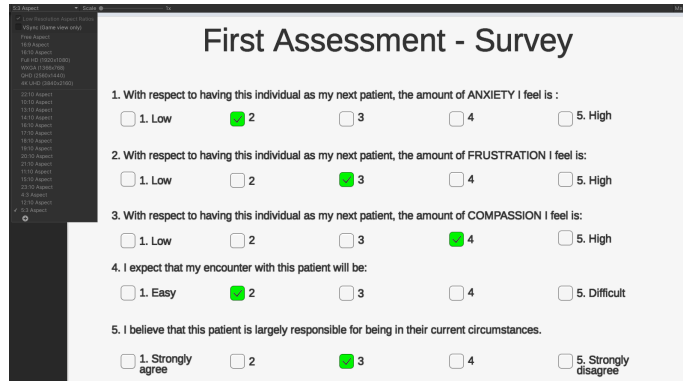 5:3 Aspect Scale 1x Ma
Low Resolution Aspect Ratios
VSync (Game view only)
Free Aspect
16:9 Aspect
16:10 Aspect
Full HD (1920x1080)
WXGA (1366x768)
QHD (2560x1440)
4K UHD (3840x2160)
22:10 Aspect
10:10 Aspect
13:10 Aspect
14:10 Aspect
16:10 Aspect
17:10 Aspect
18:10 Aspect
19:10 Aspect
20:10 Aspect
21:10 Aspect
11:10 Aspect
15:10 Aspect
23:10 Aspect
4:3 Aspect
12:10 Aspect
5:3 Aspect
First Assessment - Survey
1. With respect to having this individual as my next patient, the amount of ANXIETY I feel is :
1. Low 2 3 4 5. High
2. With respect to having this individual as my next patient, the amount of FRUSTRATION I feel is:
1. Low 2 3 4 5. High
3. With respect to having this individual as my next patient, the amount of COMPASSION I feel is:
1. Low 2 3 4 5. High
4. I expect that my encounter with this patient will be:
1. Easy 2 3 4 5. Difficult
5. I believe that this patient is largely responsible for being in their current circumstances.
1. Strongly agree 2 3 4 5. Strongly disagree